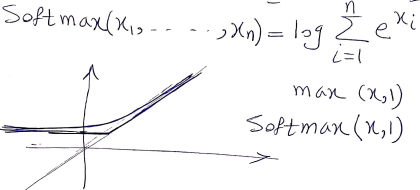 Softmax(x₁, ....., xₙ) = log ∑ᵢ₌₁ⁿ e^xᵢ
max (x,1)
Softmax(x,1)